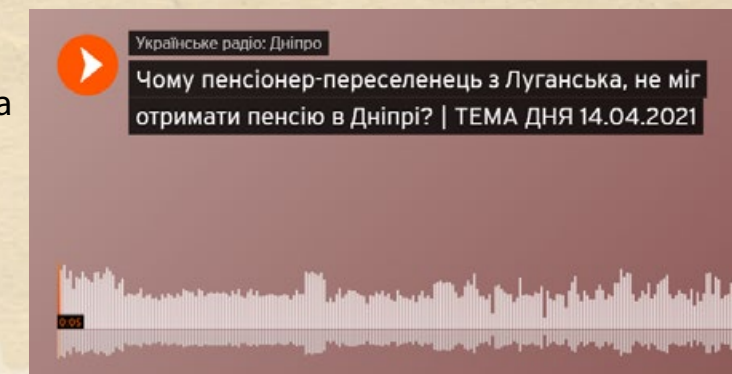 Українське радіо: Дніпро
Чому пенсіонер-переселенець з Луганська, не міг
а
отримати пенсію в Дніпрі? | ТЕМА ДНЯ 14.04.2021
0:05